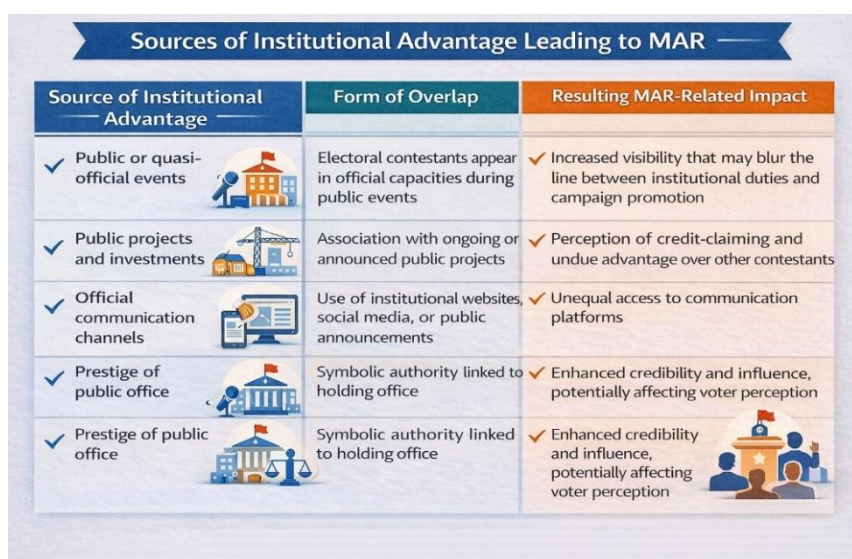 Sources of Institutional Advantage Leading to MAR
Source of Institutional
Advantage
Form of Overlap
Resulting MAR-Related Impact
Public or quasi-
official events
Electoral contestants appear
in official capacities during
public events
Increased visibility that may blur the
line between institutional duties and
campaign promotion
Public projects
and investments
Association with ongoing or
announced public projects
Perception of credit-claiming and
undue advantage over other contestants
Official
communication
channels
Use of institutional websites,
social media, or public
announcements
Unequal access to communication
platforms
Prestige of
public office
Symbolic authority linked to
holding office
Enhanced credibility and influence,
potentially affecting voter perception
Prestige of public
office
Symbolic authority linked
to holding office
Enhanced credibility
and influence,
potentially affecting
voter perception